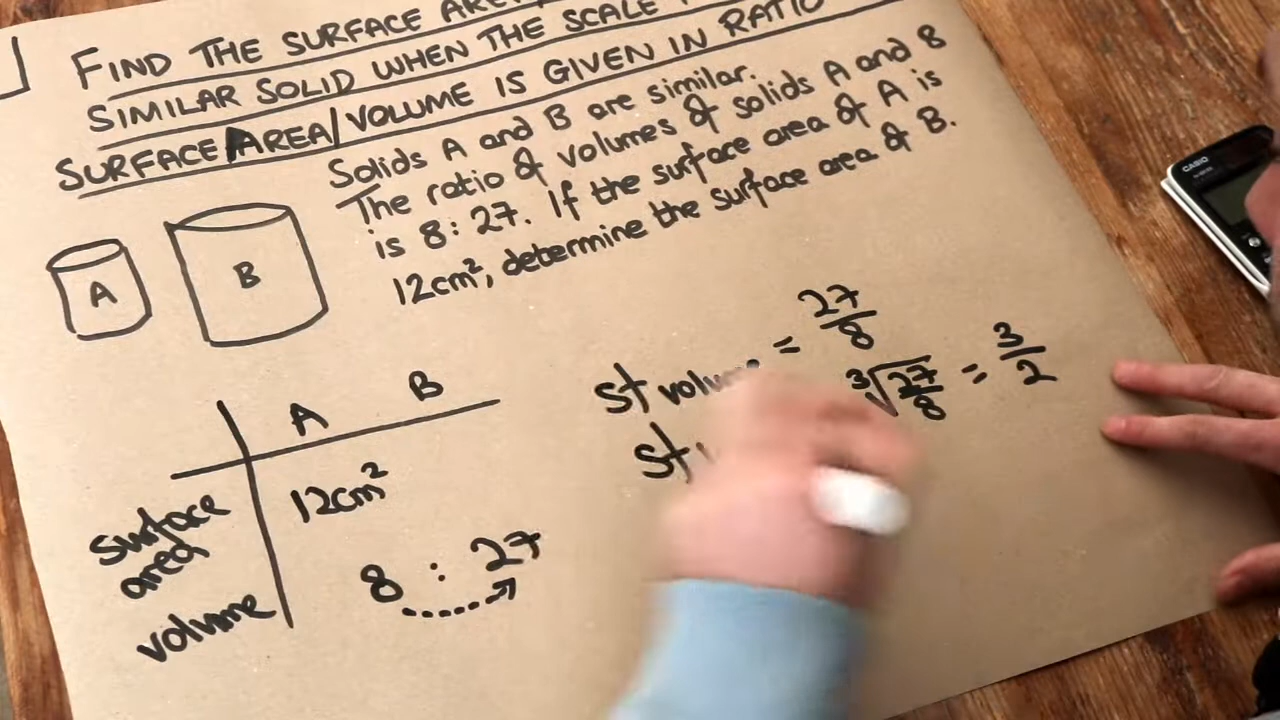 FIND THE SURFACE
SIMILAR SOLID WHEN THE SCALE
SURFACE AREA/VOLUME IS GIVEN IN RATIO
Solids A and B are similar.
The ratio of volumes of solids A and B
is 8:27. If the surface area of A is
12cm², determine the surface area of B.
A
B
CASIO
A B
surface area 12cm²
volume 8 : 27
= 27/8
∛27/8 = 3/2